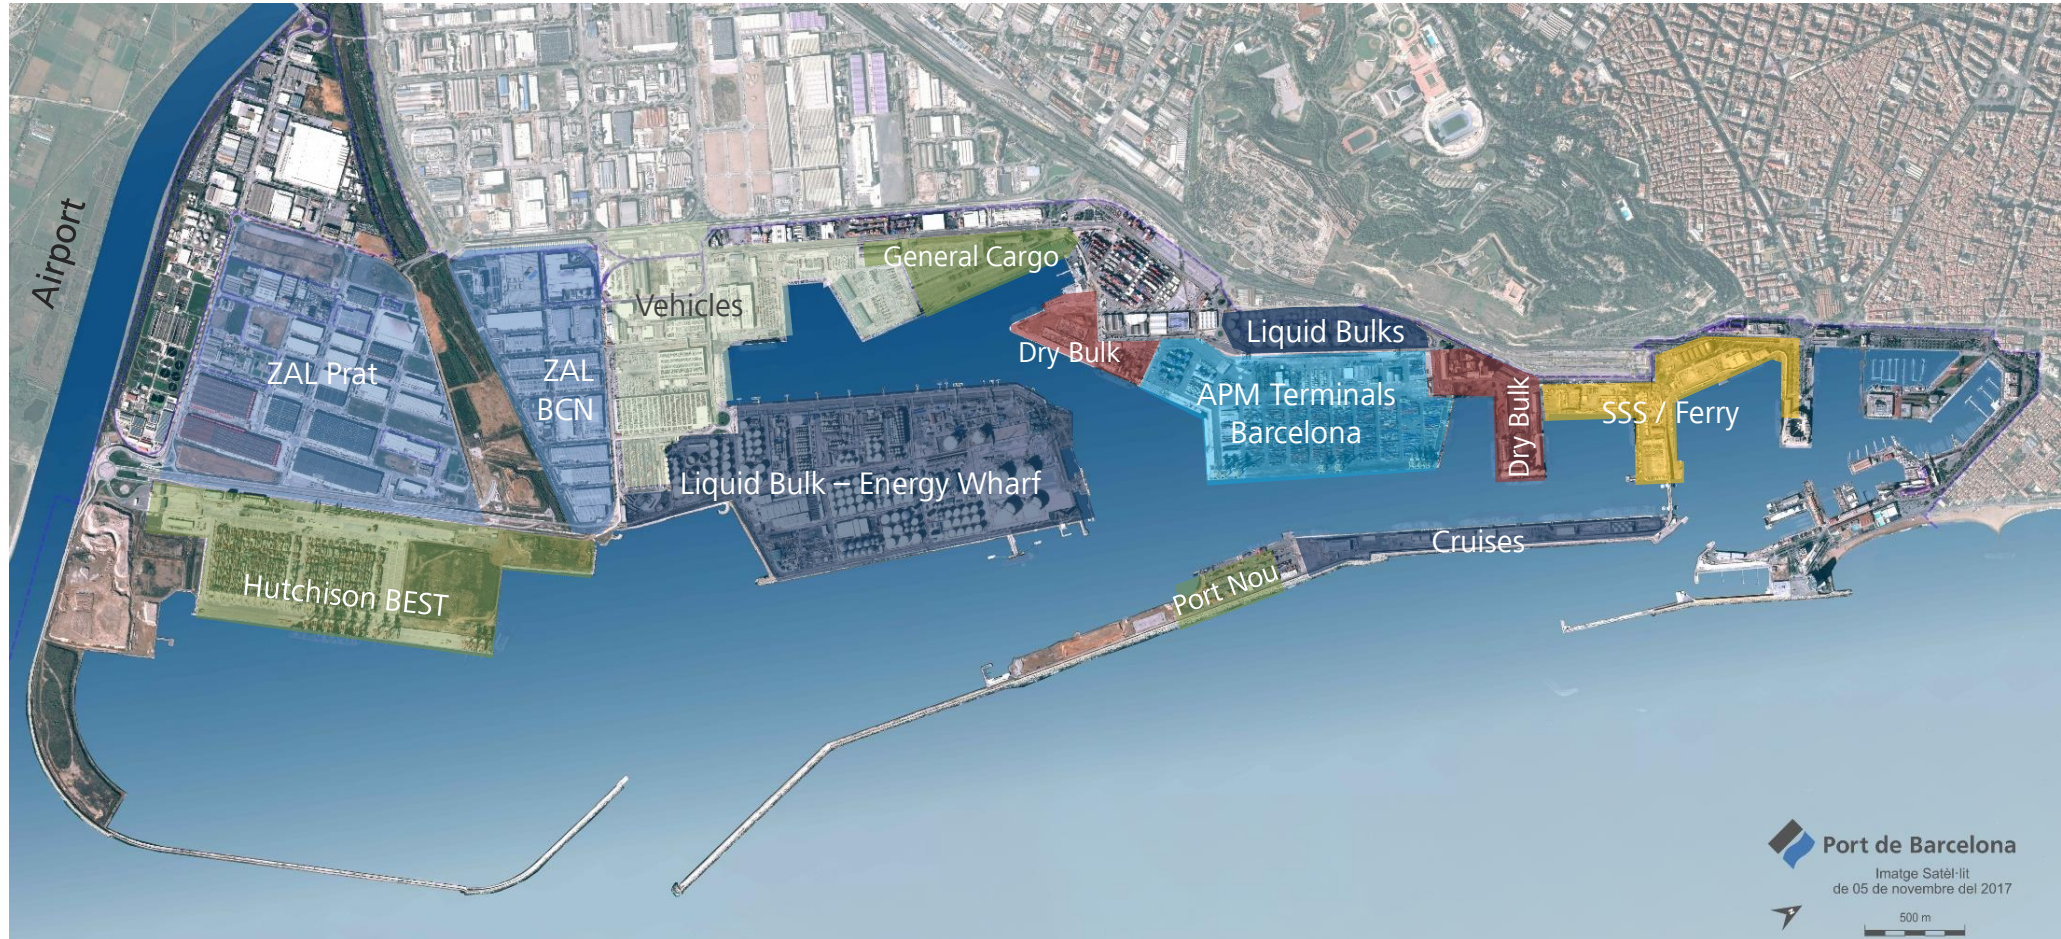 Airport
ZAL Prat
ZAL
BCN
Vehicles
General Cargo
Dry Bulk
Liquid Bulks
APM Terminals
Barcelona
Dry Bulk
SSS / Ferry
Liquid Bulk – Energy Wharf
Hutchison BEST
Port Nou
Cruises
Port de Barcelona
Imatge Satèl·lit
de 05 de novembre del 2017
500 m